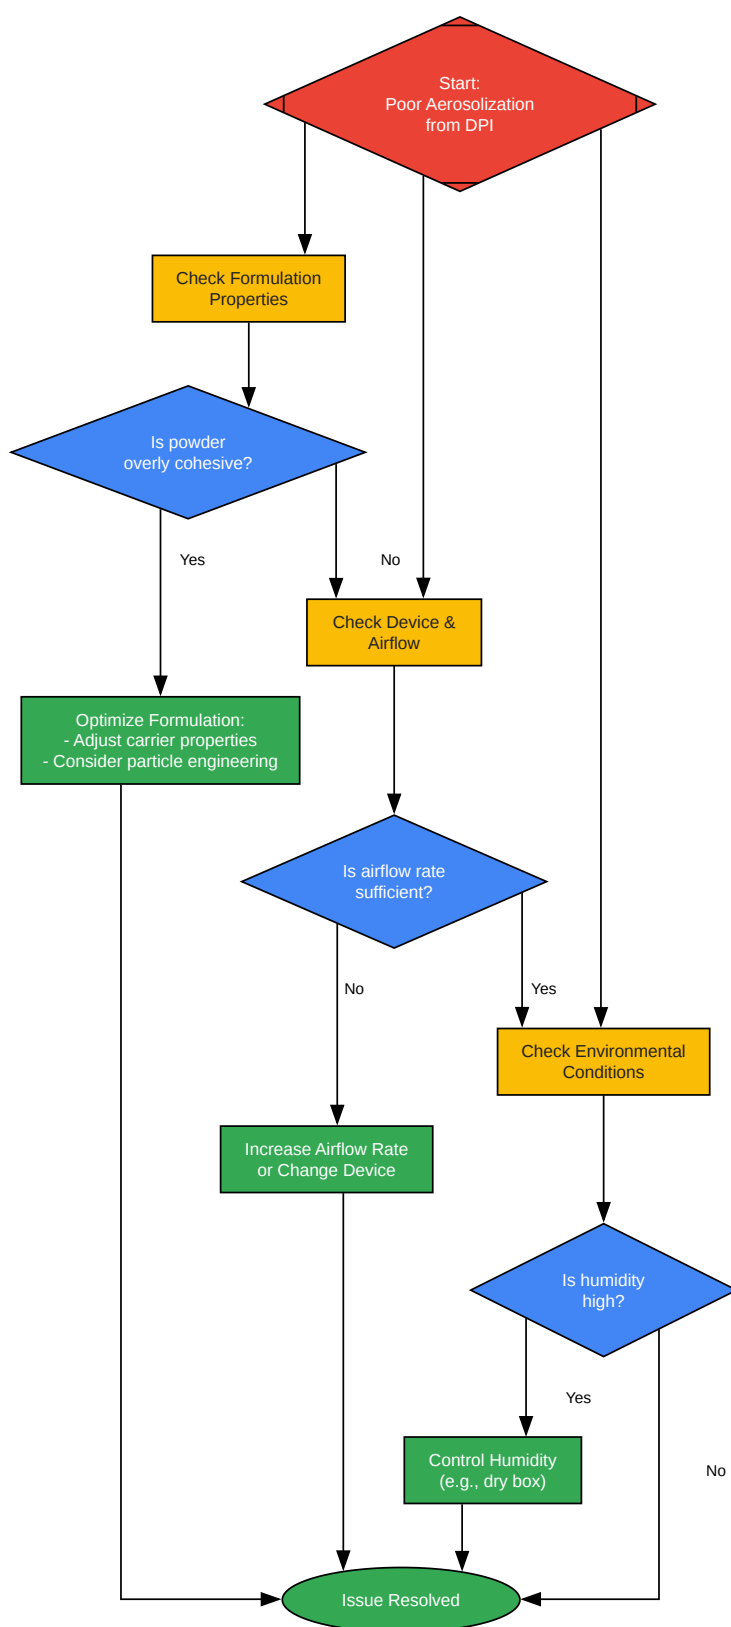 Start:
Poor Aerosolization
from DPI
Check Formulation
Properties
Is powder
overly cohesive?
Yes
No
Check Device &
Airflow
Optimize Formulation:
- Adjust carrier properties
- Consider particle engineering
Is airflow rate
sufficient?
No
Yes
Check Environmental
Conditions
Increase Airflow Rate
or Change Device
Is humidity
high?
Yes
Control Humidity
(e.g., dry box)
No
Issue Resolved